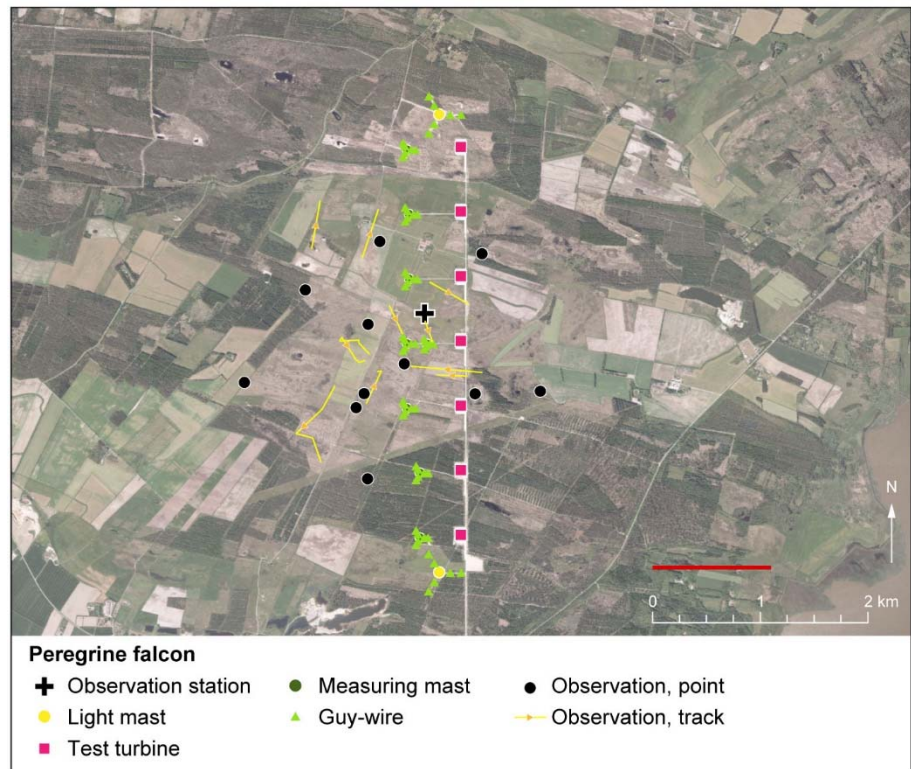 N
0 1 2 km
Peregrine falcon
Observation station
Measuring mast
Observation, point
Light mast
Guy-wire
Observation, track
Test turbine